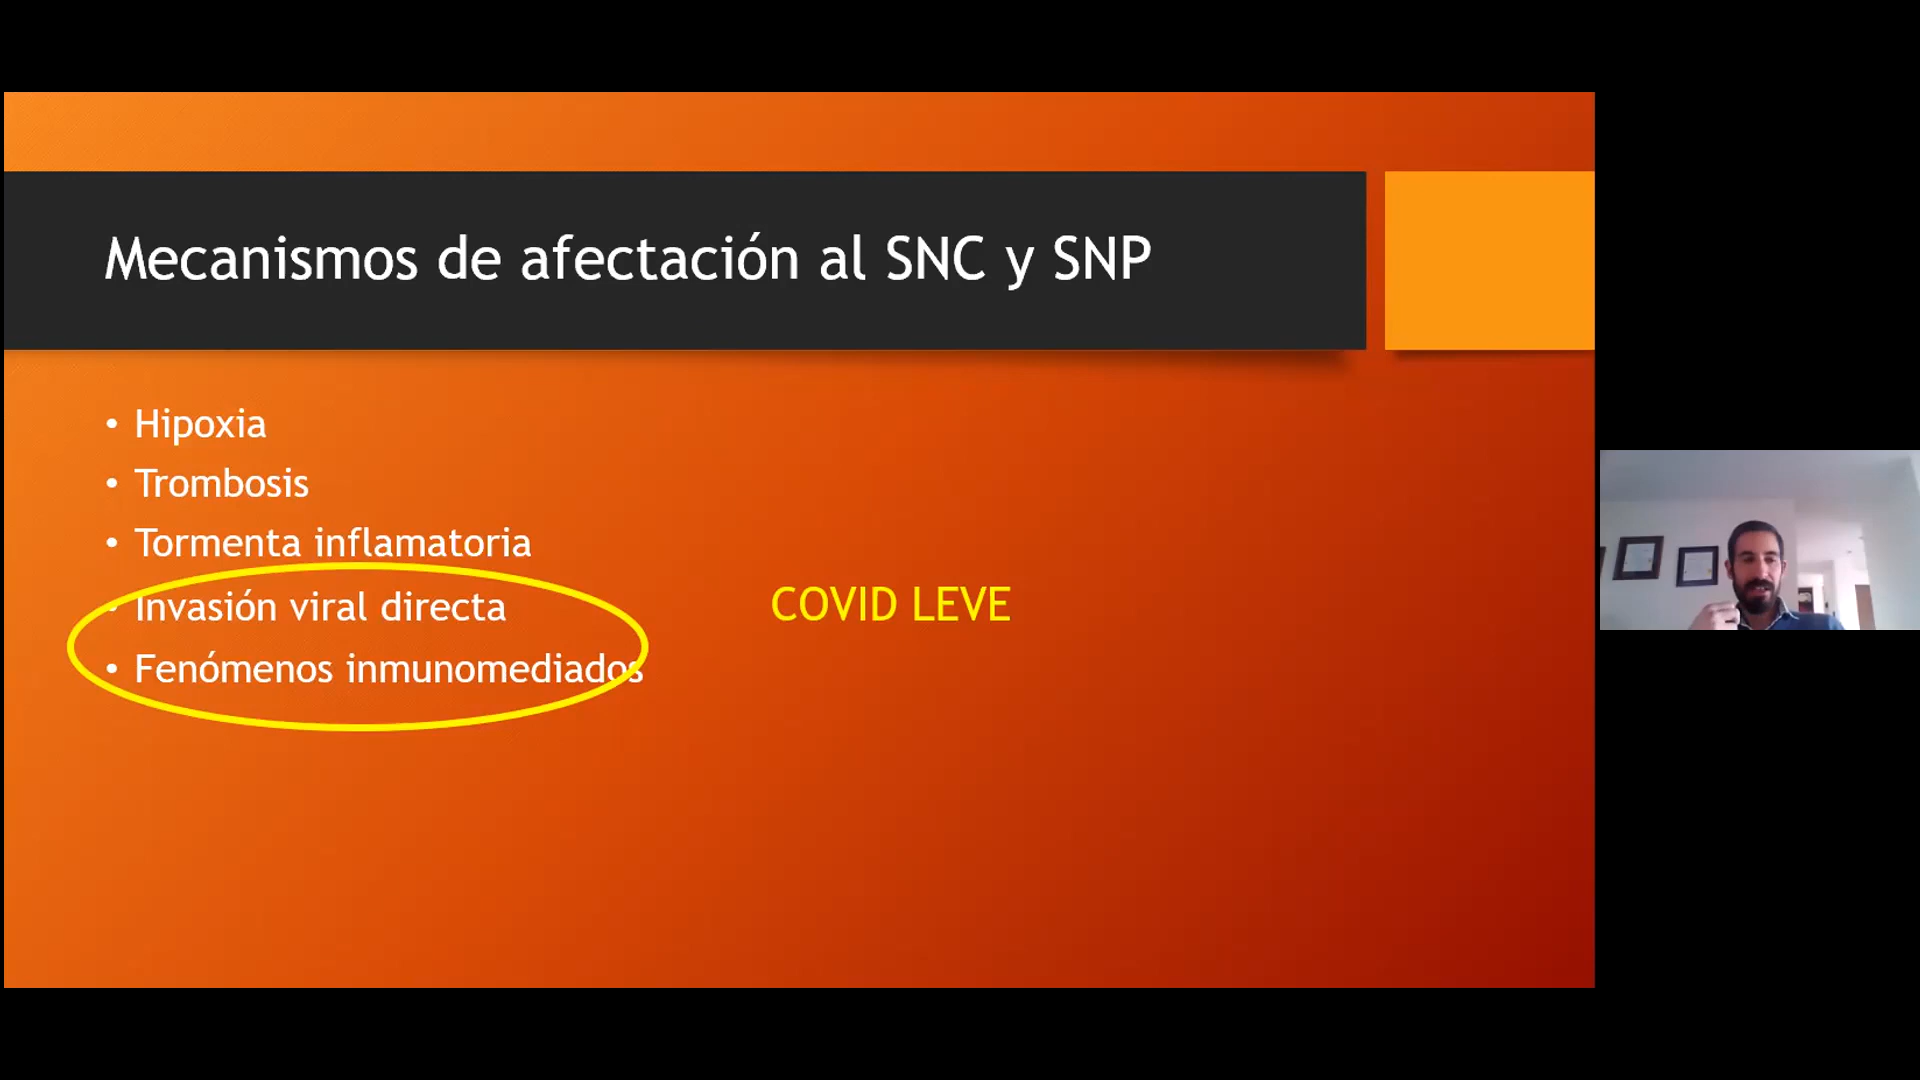 Mecanismos de afectación al SNC y SNP
• Hipoxia
• Trombosis
• Tormenta inflamatoria
• Invasión viral directa
COVID LEVE
• Fenómenos inmunomediados